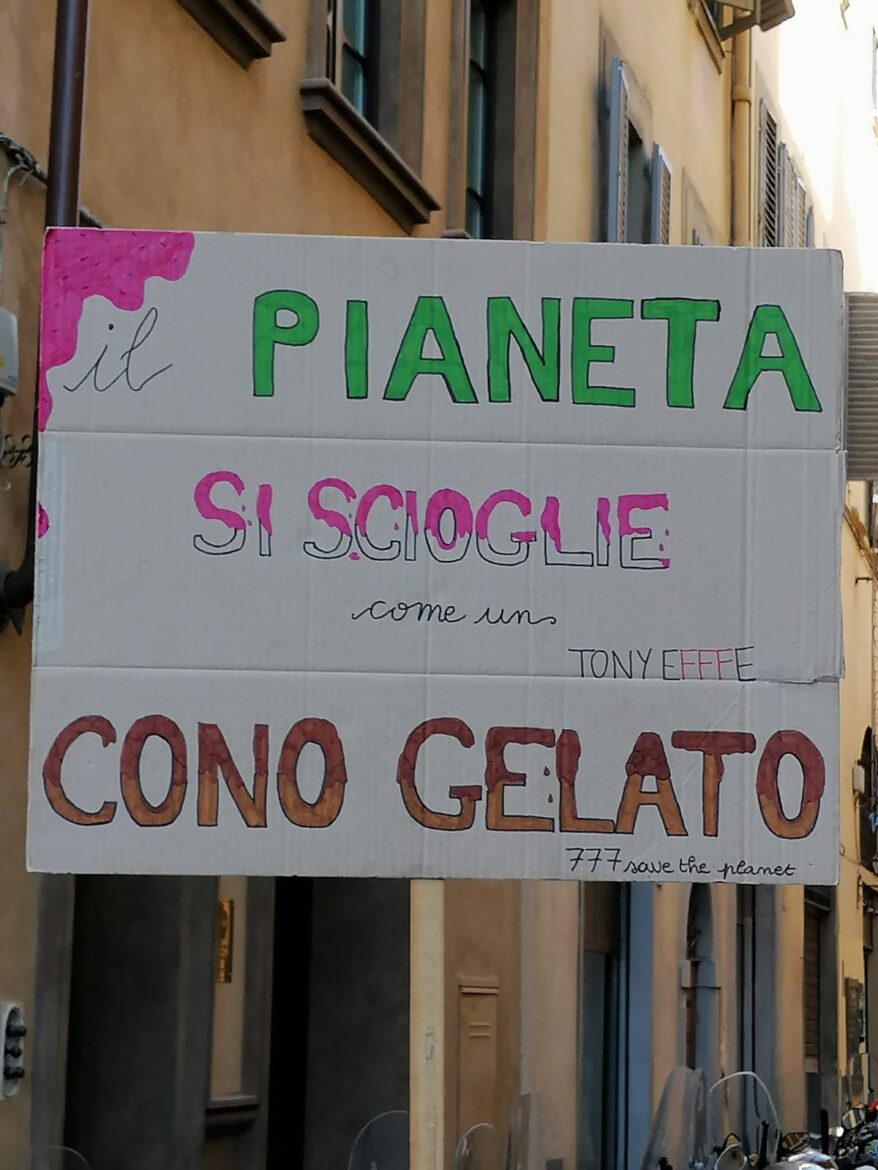 il PIANETA
SI SCIOGLIE
come un
TONY EFFFE
CONO GELATO
777 save the planet